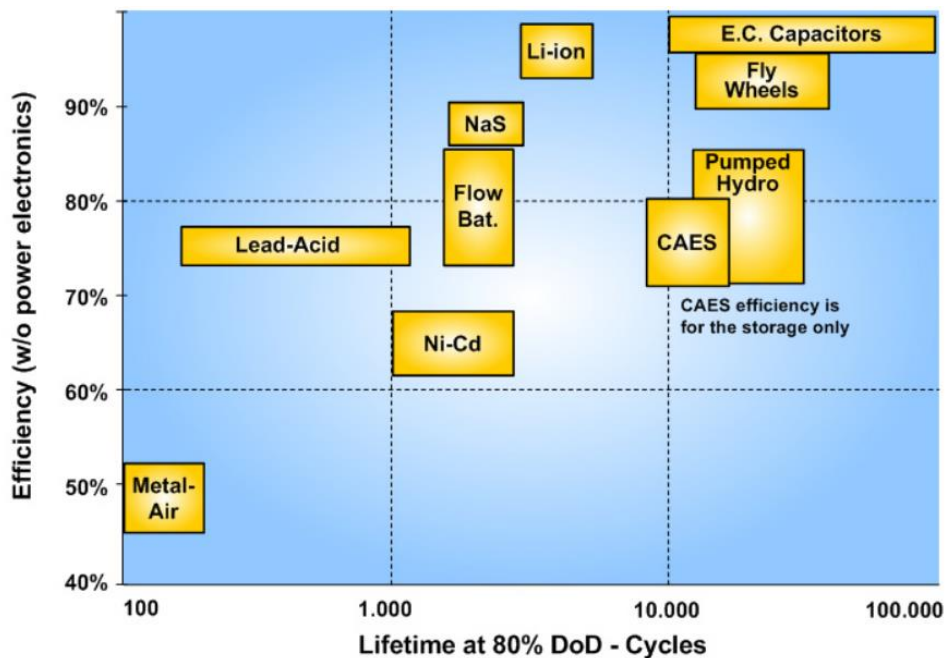 Efficiency (w/o power electronics)
90%
80%
70%
60%
50%
40%
Li-ion
E.C. Capacitors
Fly
Wheels
NaS
Flow
Bat.
Pumped
Hydro
CAES
Lead-Acid
CAES efficiency is
for the storage only
Ni-Cd
Metal-
Air
100
1.000
10.000
100.000
Lifetime at 80% DoD - Cycles